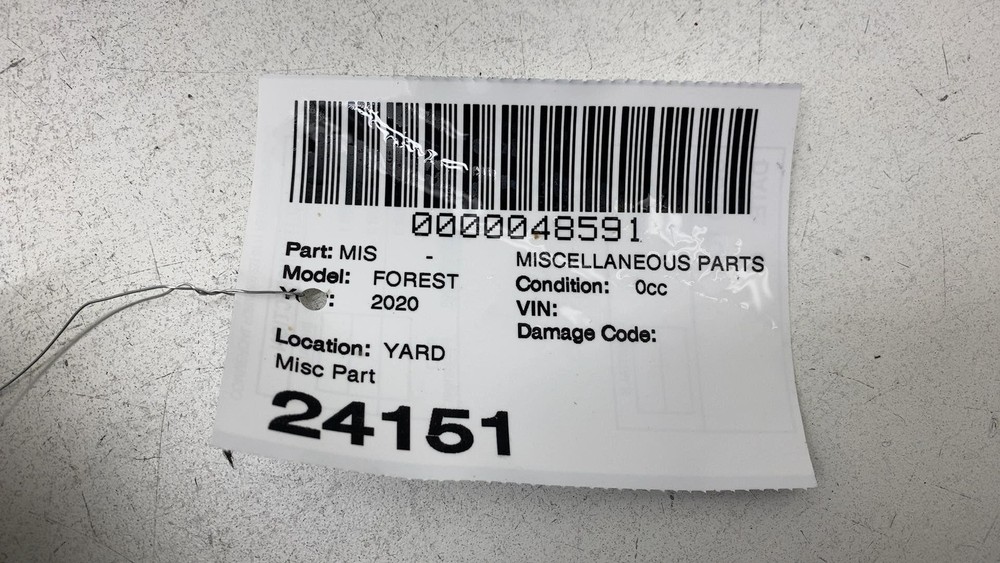 0000048591
Part: MIS - MISCELLANEOUS PARTS
Model: FOREST Condition: 0cc
2020 VIN:
Damage Code:
Location: YARD
Misc Part
24151